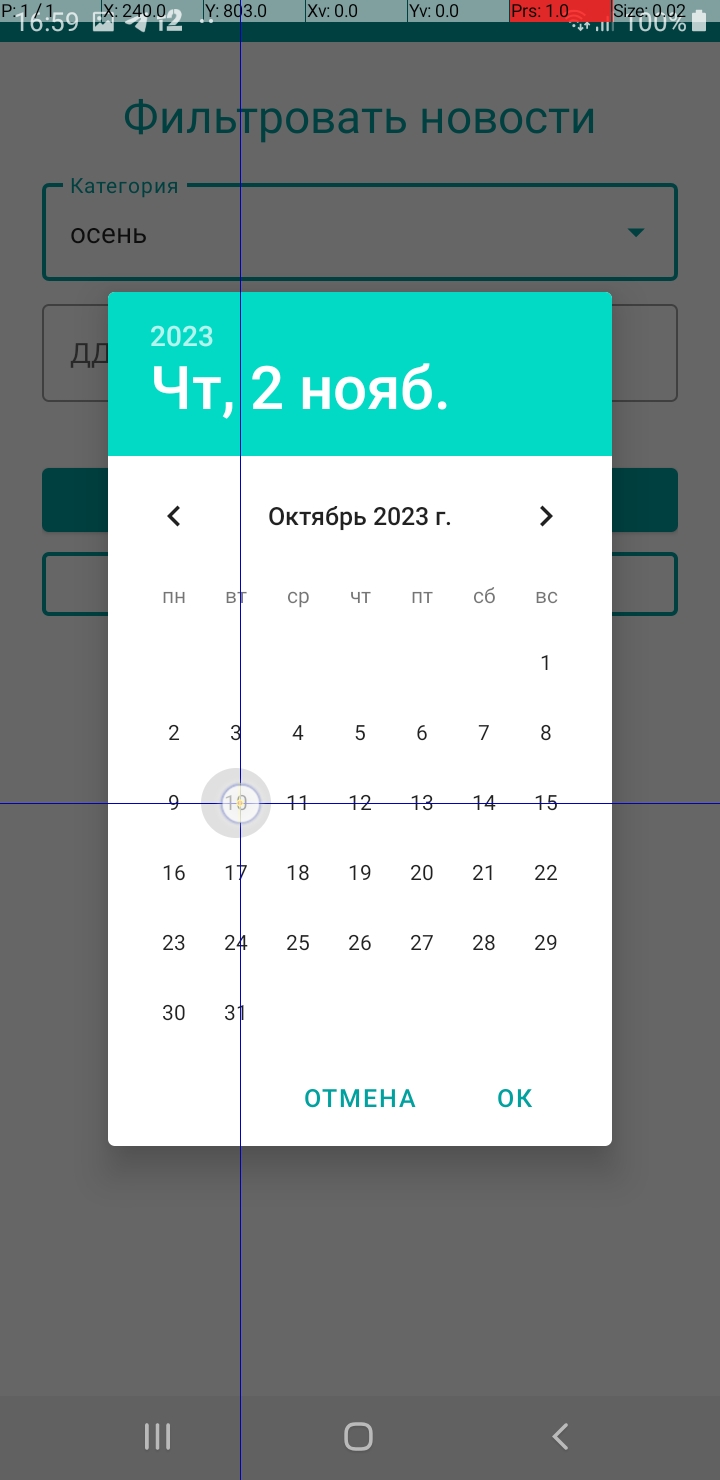 P: 1 / 1 X: 240.0 Y: 803.0 Xv: 0.0 Yv: 0.0 Prs: 1.0 Size: 0.02
16:59 100%
Фильтровать новости
Категория
осень
ДД
2023
Чт, 2 нояб.
Октябрь 2023 г.
пн вт ср чт пт сб вс
1
2 3 4 5 6 7 8
9 10 11 12 13 14 15
16 17 18 19 20 21 22
23 24 25 26 27 28 29
30 31
ОТМЕНА ОК